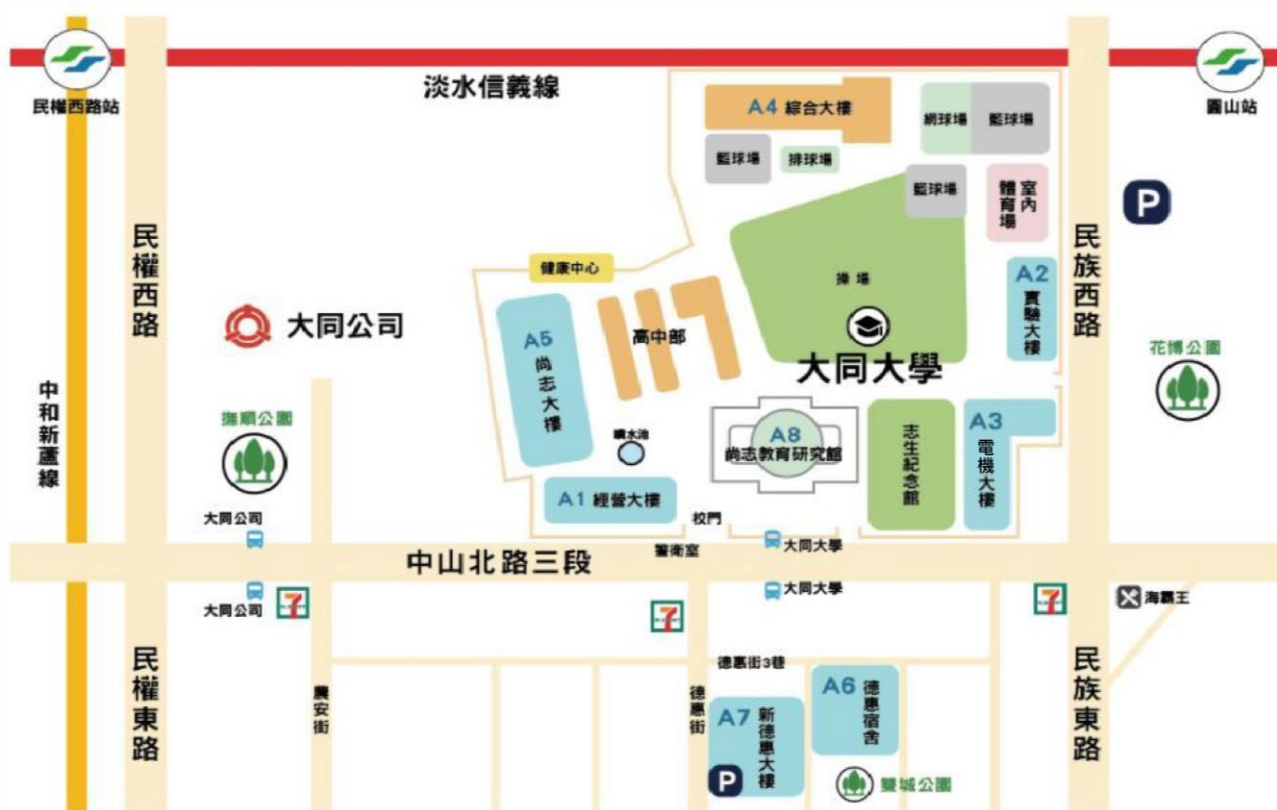 淡水信義線
民權西路站
圓山站
A4 綜合大樓
網球場
籃球場
籃球場
排球場
籃球場
室內體育場
P
民權西路
民族西路
健康中心
操場
A2 實驗大樓
大同公司
A5 尚志大樓
高中部
大同大學
花博公園
中和新蘆線
撫順公園
噴水池
A8
尚志教育研究館
志生紀念館
A3 電機大樓
A1 經營大樓
大同公司
校門
警衛室
大同大學
中山北路三段
大同公司
7
7
大同大學
7
海霸王
民權東路
農安街
德惠街3巷
德惠街
A7 新德惠大樓
P
A6 德惠宿舍
雙城公園
民族東路